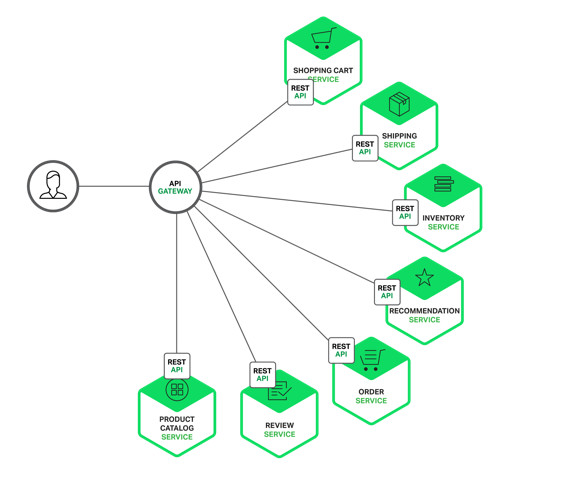 SHOPPING CART
SERVICE
REST
API
SHIPPING
SERVICE
REST
API
API
GATEWAY
INVENTORY
SERVICE
REST
API
RECOMMENDATION
SERVICE
REST
API
ORDER
SERVICE
REST
API
REVIEW
SERVICE
REST
API
PRODUCT
CATALOG
SERVICE
REST
API